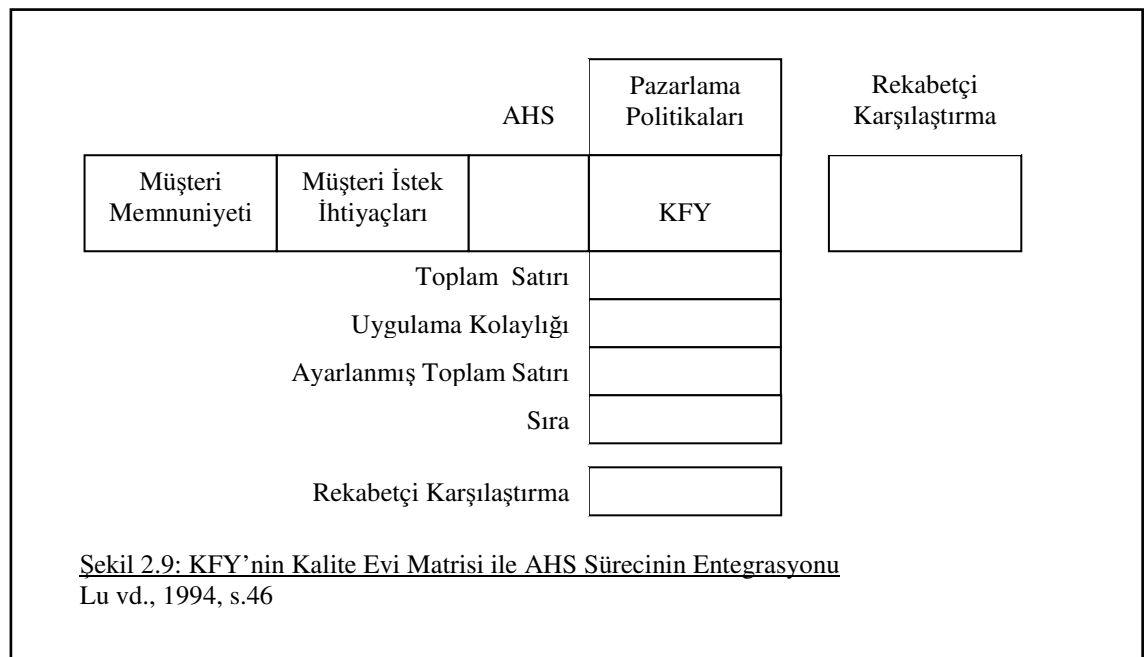 Pazarlama
Politikaları
Rekabetçi
Karşılaştırma
AHS
Müşteri
Memnuniyeti
Müşteri İstek
İhtiyaçları
KFY
Toplam Satırı
Uygulama Kolaylığı
Ayarlanmış Toplam Satırı
Sıra
Rekabetçi Karşılaştırma
Şekil 2.9: KFY’nin Kalite Evi Matrisi ile AHS Sürecinin Entegrasyonu
Lu vd., 1994, s.46